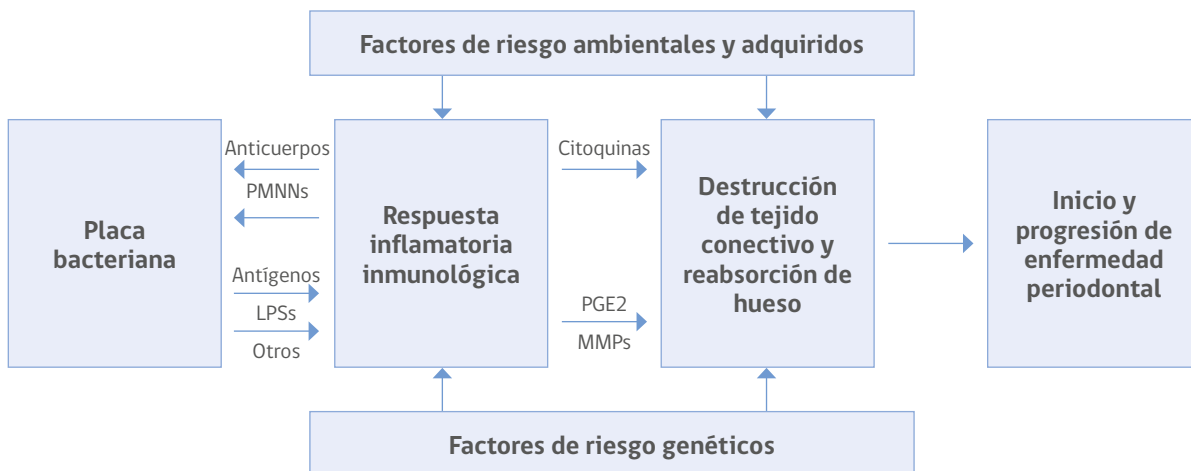 Factores de riesgo ambientales y adquiridos
Placa
bacteriana
Anticuerpos
PMNNs
Antígenos
LPSs
Otros
Respuesta
inflamatoria
inmunológica
Citoquinas
PGE2
MMPs
Destrucción
de tejido
conectivo y
reabsorción de
hueso
Inicio y
progresión de
enfermedad
periodontal
Factores de riesgo genéticos